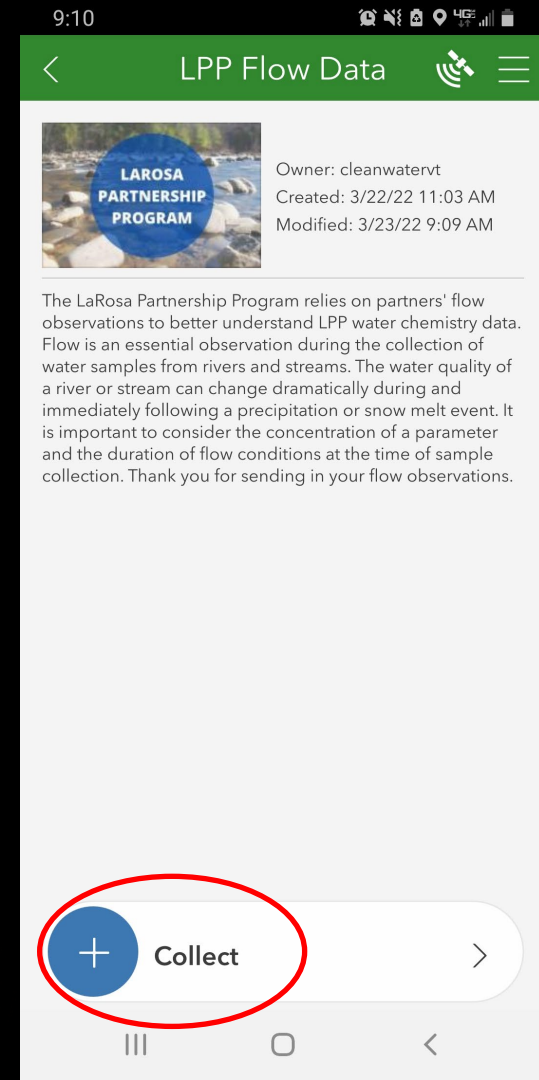 9:10
4GE
LPP Flow Data
LAROSA
PARTNERSHIP
PROGRAM
Owner: cleanwatervt
Created: 3/22/22 11:03 AM
Modified: 3/23/22 9:09 AM
The LaRosa Partnership Program relies on partners' flow
observations to better understand LPP water chemistry data.
Flow is an essential observation during the collection of
water samples from rivers and streams. The water quality of
a river or stream can change dramatically during and
immediately following a precipitation or snow melt event. It
is important to consider the concentration of a parameter
and the duration of flow conditions at the time of sample
collection. Thank you for sending in your flow observations.
Collect